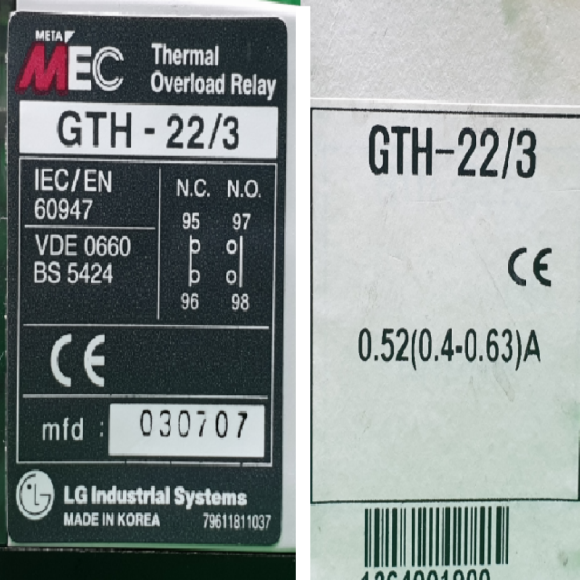 META
MEC
Thermal
Overload Relay
GTH - 22/3
IEC/EN
60947
VDE 0660
BS 5424
N.C. N.O.
95 97
96 98
CE
mfd : 030707
LG Industrial Systems
MADE IN KOREA 79611811037
GTH-22/3
CE
0.52(0.4-0.63)A